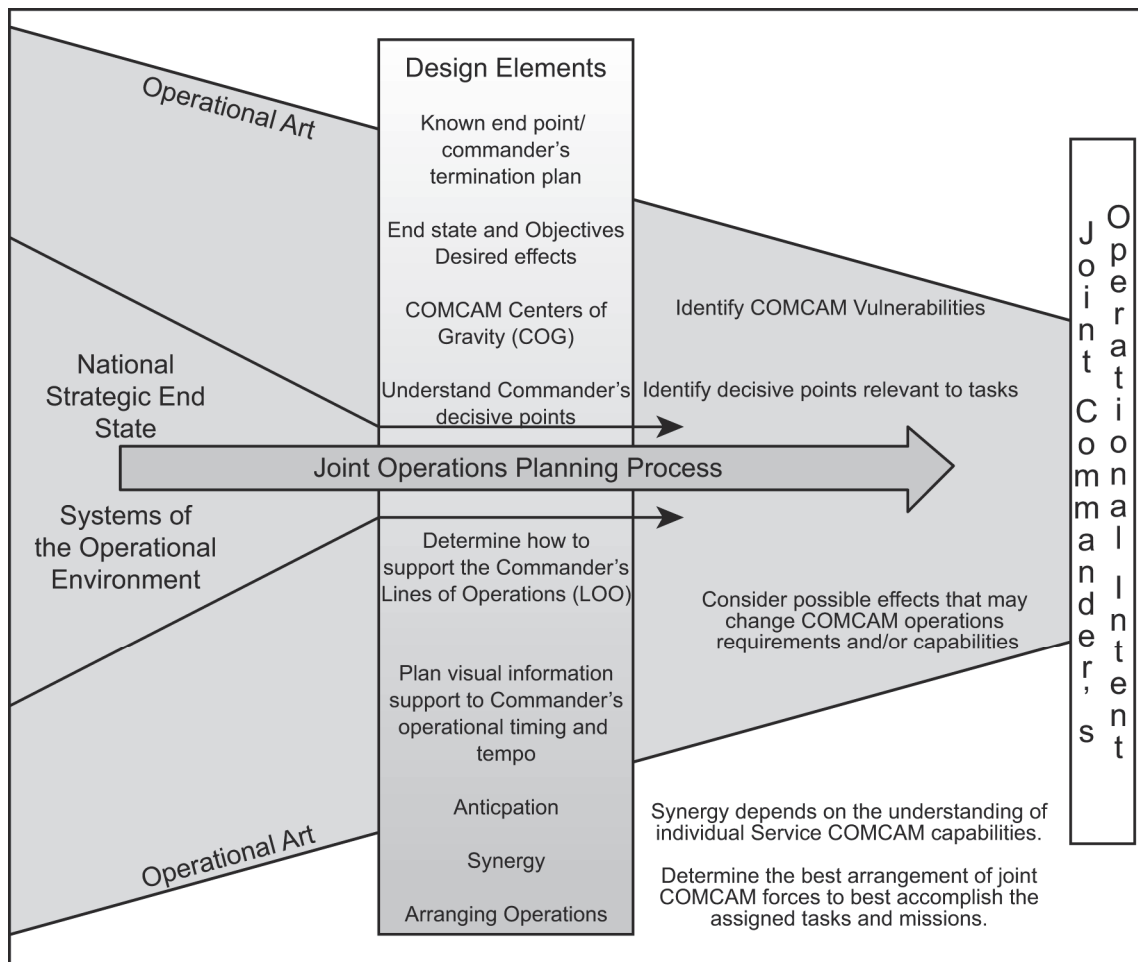 Operational Art
Design Elements
Known end point/
commander's
termination plan
End state and Objectives
Desired effects
COMCAM Centers of
Gravity (COG)
Understand Commander's
decisive points
National
Strategic End
State
Systems of
the Operational
Environment
Joint Operations Planning Process
Determine how to
support the Commander's
Lines of Operations (LOO)
Plan visual information
support to Commander's
operational timing and
tempo
Anticpation
Synergy
Arranging Operations
Operational Art
Identify COMCAM Vulnerabilities
Identify decisive points relevant to tasks
Consider possible effects that may
change COMCAM operations
requirements and/or capabilities
Synergy depends on the understanding of
individual Service COMCAM capabilities.
Determine the best arrangement of joint
COMCAM forces to best accomplish the
assigned tasks and missions.
Joint Commander's
Operational Intent